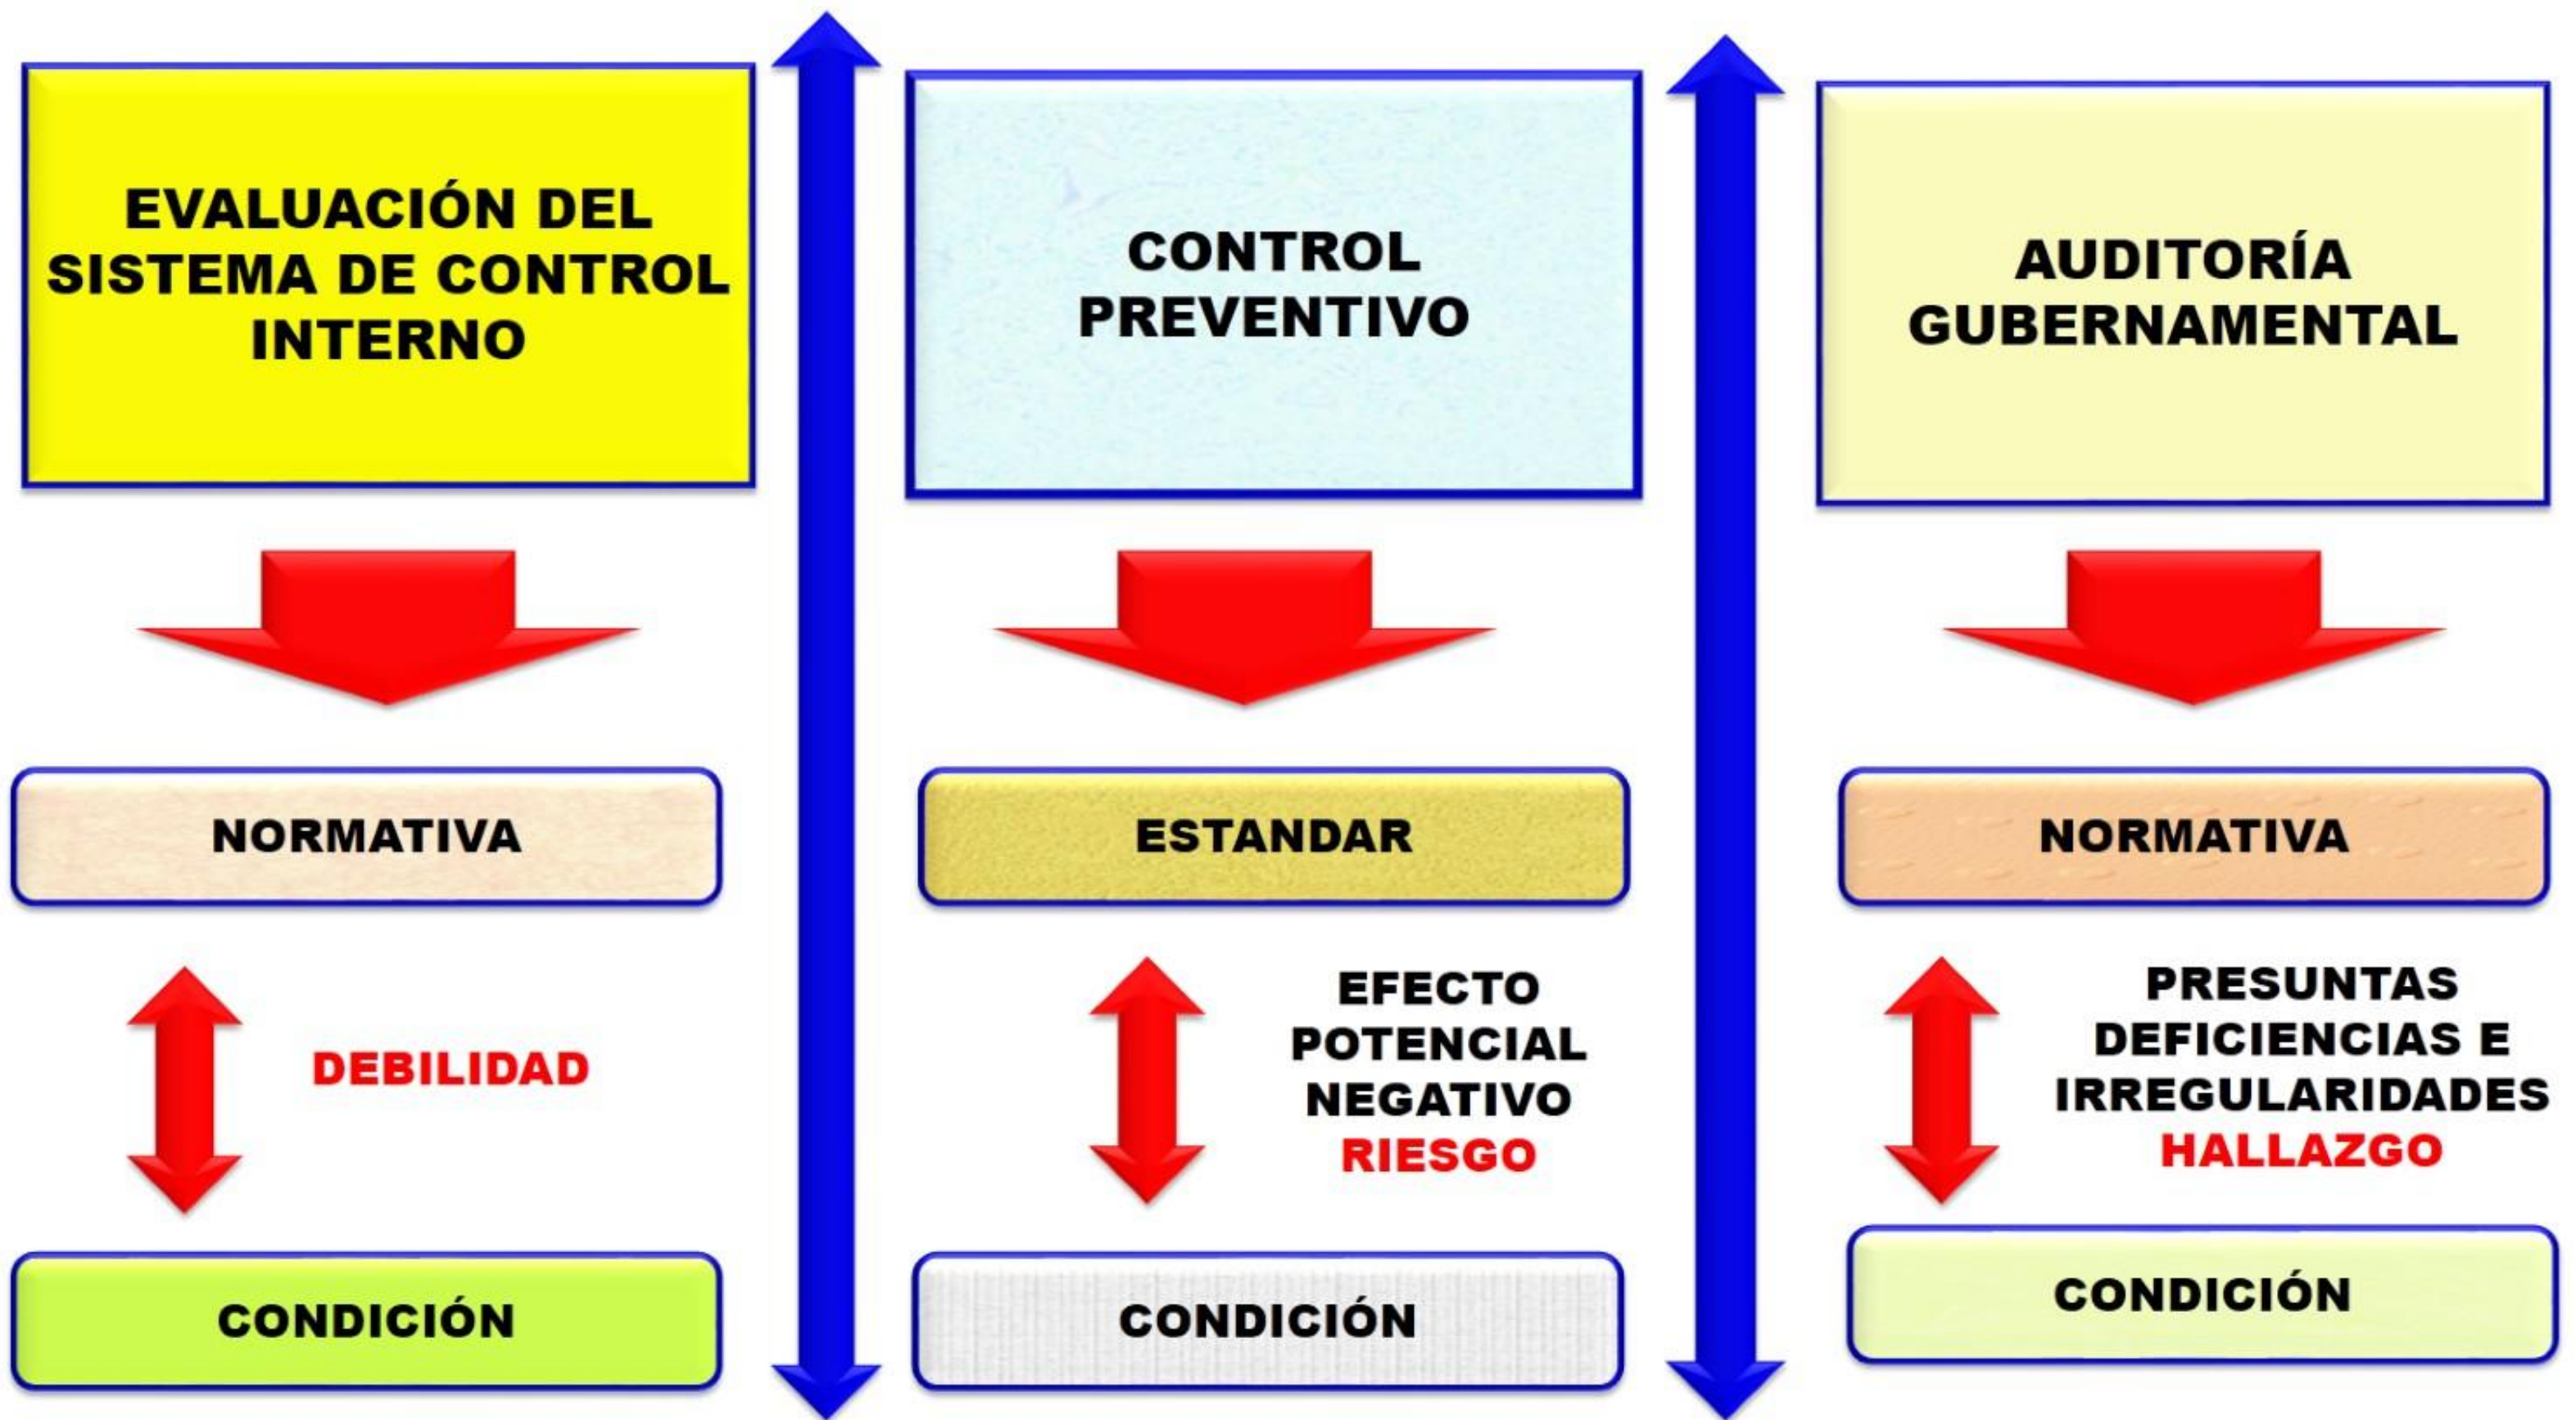 EVALUACIÓN DEL
SISTEMA DE CONTROL
INTERNO
NORMATIVA
DEBILIDAD
CONDICIÓN
CONTROL
PREVENTIVO
ESTANDAR
EFECTO
POTENCIAL
NEGATIVO
RIESGO
CONDICIÓN
AUDITORÍA
GUBERNAMENTAL
NORMATIVA
PRESUNTAS
DEFICIENCIAS E
IRREGULARIDADES
HALLAZGO
CONDICIÓN